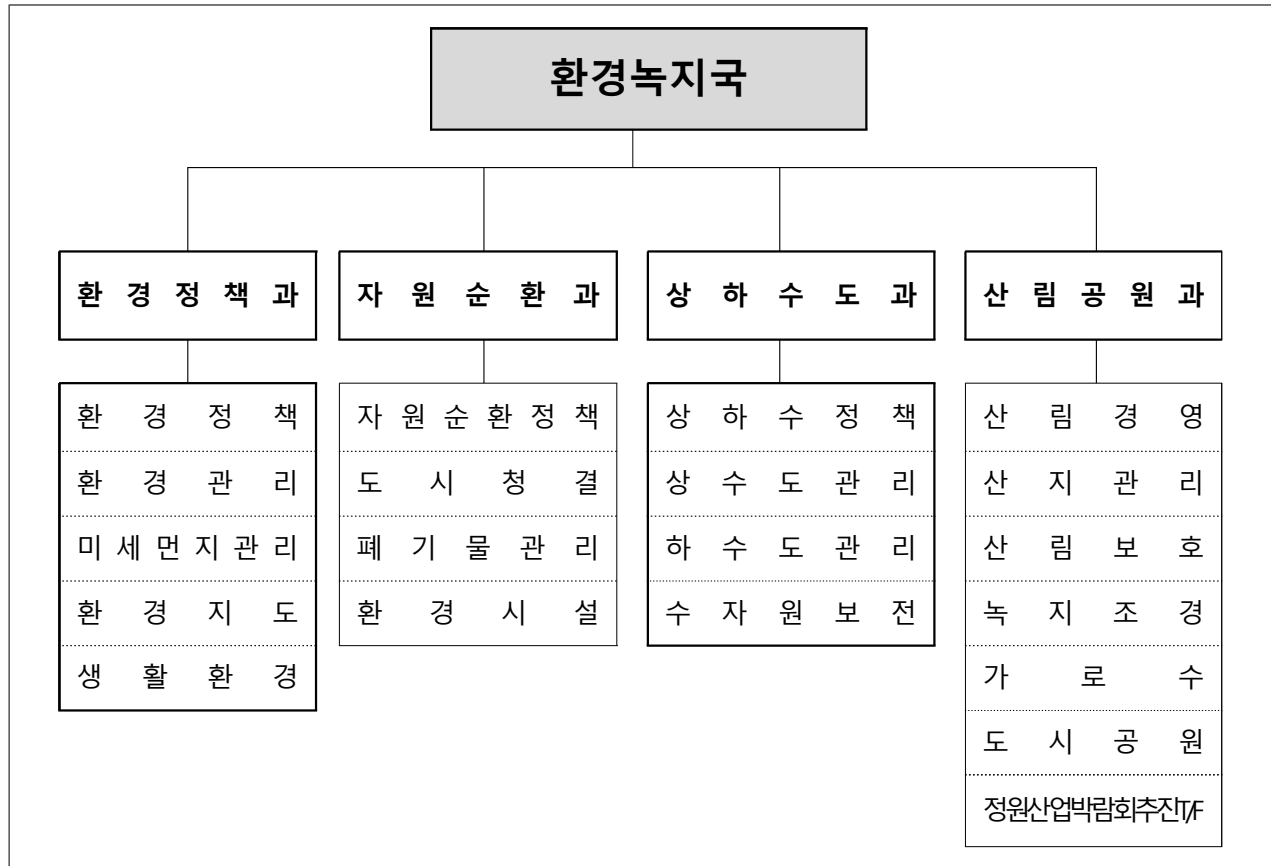 환경녹지국
환경정책과
환경정책
환경관리
미세먼지관리
환경지도
생활환경
자원순환과
자원순환정책
도시청결
폐기물관리
환경시설
상하수도과
상하수정책
상수도관리
하수도관리
수자원보전
산림공원과
산림경영
산지관리
산림보호
녹지조경
가로수
도시공원
정원산업박람회추진T/F